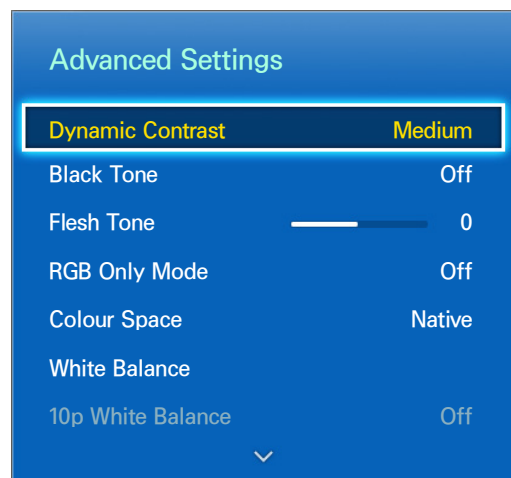 Advanced Settings
Dynamic Contrast Medium
Black Tone Off
Flesh Tone 0
RGB Only Mode Off
Colour Space Native
White Balance
10p White Balance Off